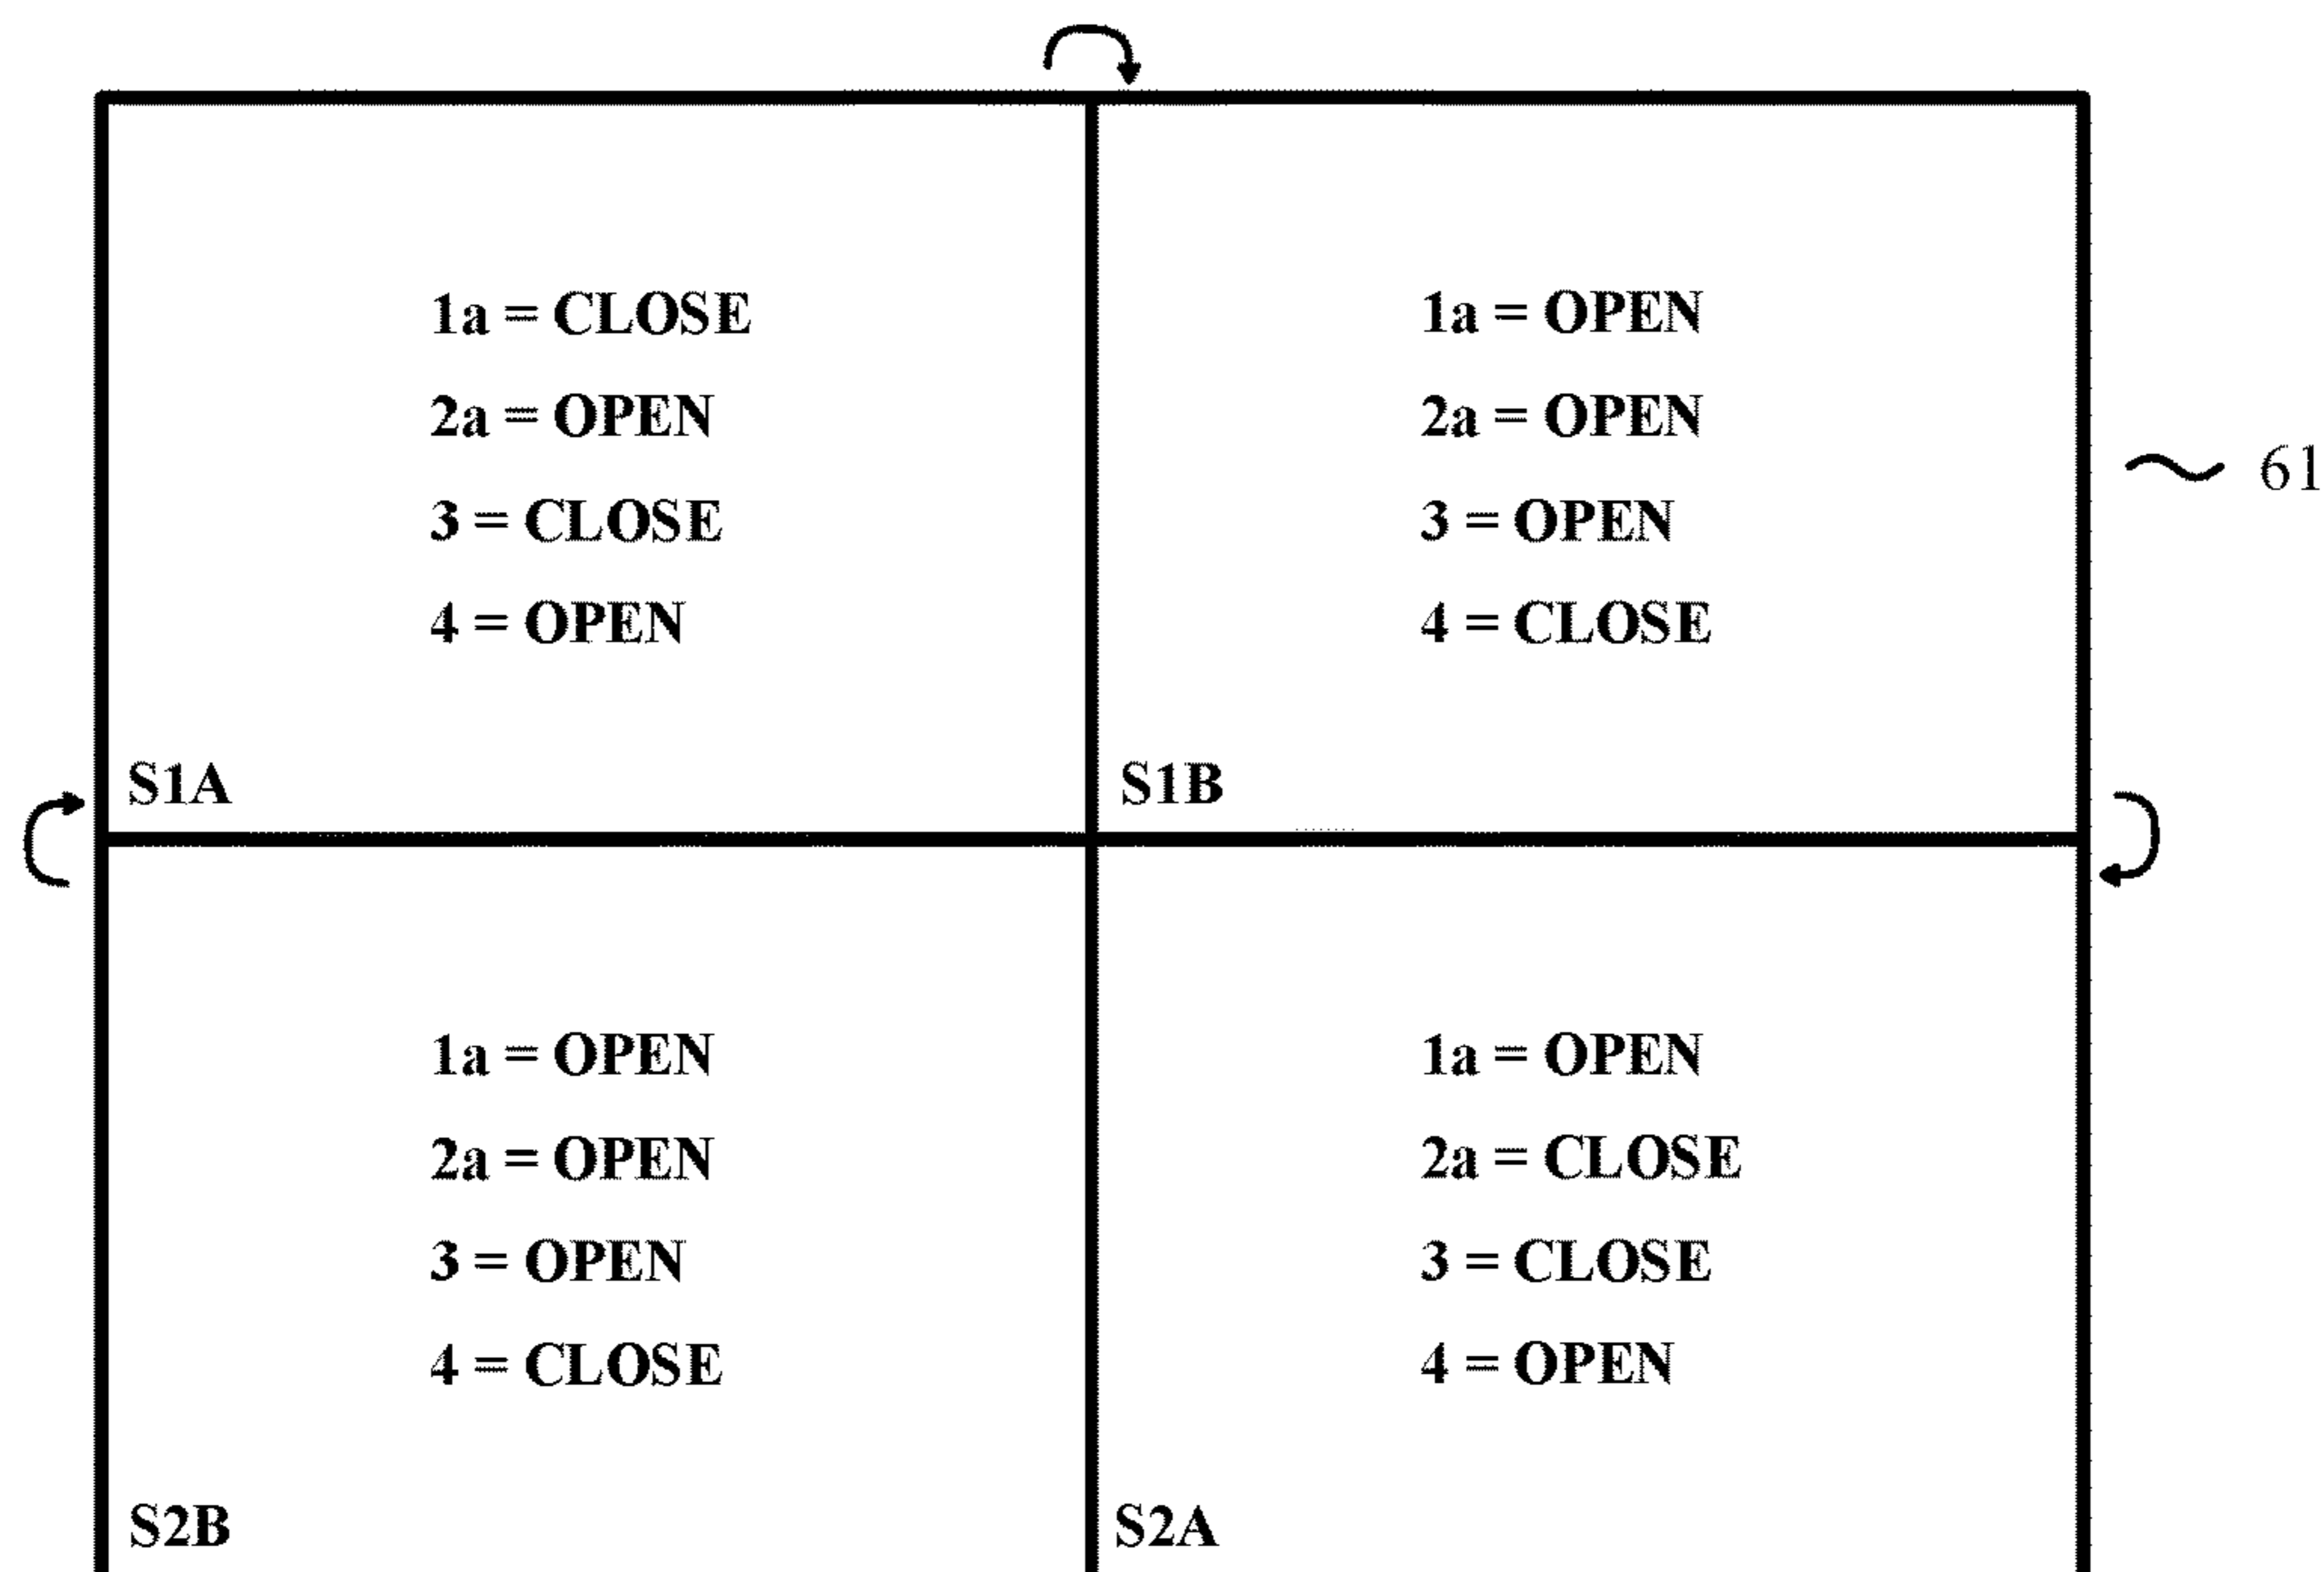 1a = CLOSE
2a = OPEN
3 = CLOSE
4 = OPEN
S1A
1a = OPEN
2a = OPEN
3 = OPEN
4 = CLOSE
S1B
61
1a = OPEN
2a = OPEN
3 = OPEN
4 = CLOSE
S2B
1a = OPEN
2a = CLOSE
3 = CLOSE
4 = OPEN
S2A